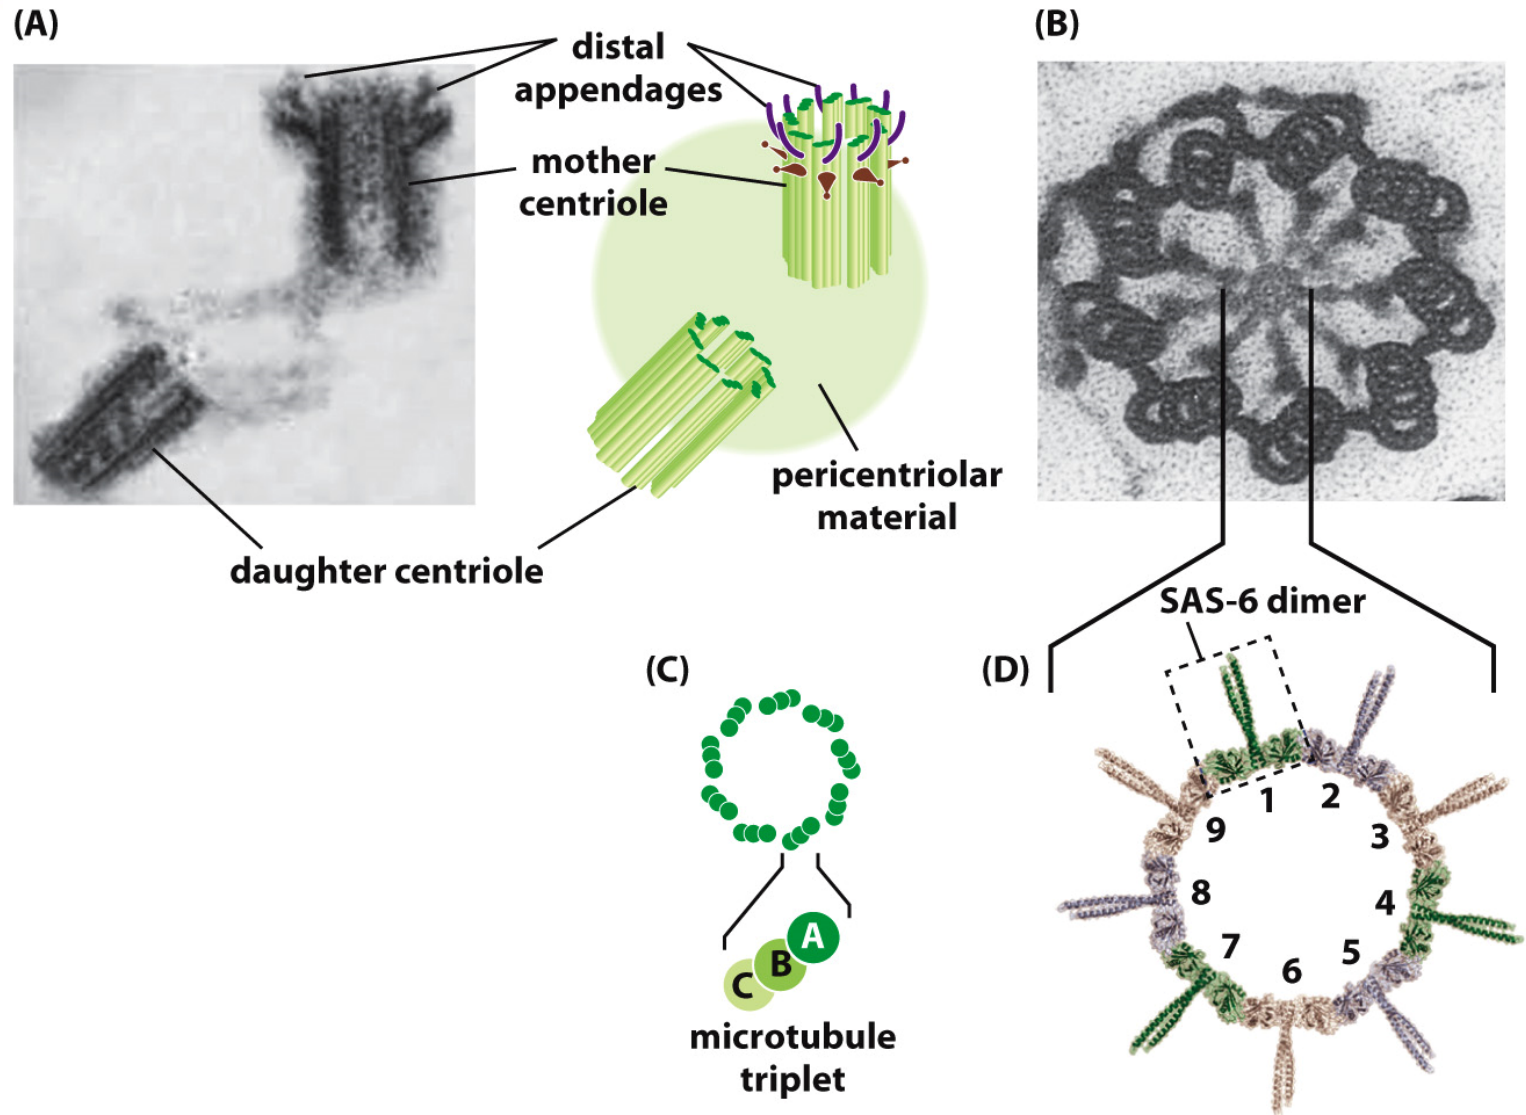 (A)
distal
appendages
mother
centriole
pericentriolar
material
daughter centriole
(B)
SAS-6 dimer
(C)
A
B
C
microtubule
triplet
(D)
1
2
3
4
5
6
7
8
9